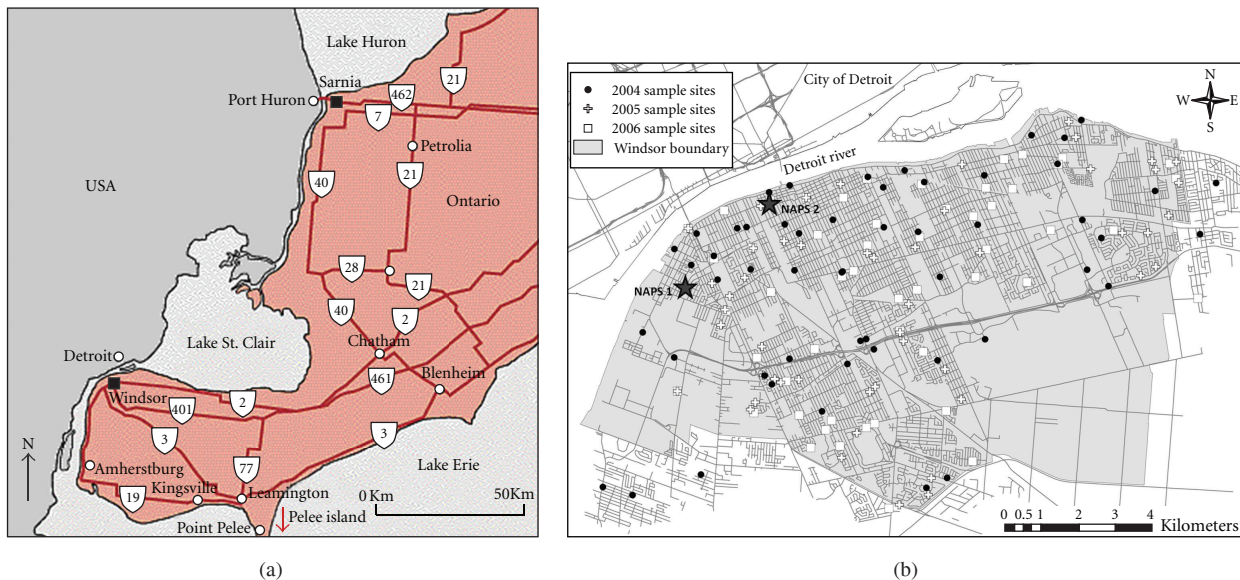 Lake Huron
Sarnia
21
Port Huron
462
7
Petrolia
USA
40
21
Ontario
28
21
40
2
Lake St. Clair
Chatham
Detroit
461
Blenheim
Windsor
2
401
3
3
Lake Erie
N
77
Amherstburg
Kingsville
Leamington
0 Km
50Km
19
Pelee island
Point Pelee
(a)
2004 sample sites
2005 sample sites
2006 sample sites
Windsor boundary
City of Detroit
N
W E
S
Detroit river
NAPS 2
NAPS 1
0 0.5 1 2 3 4
Kilometers
(b)